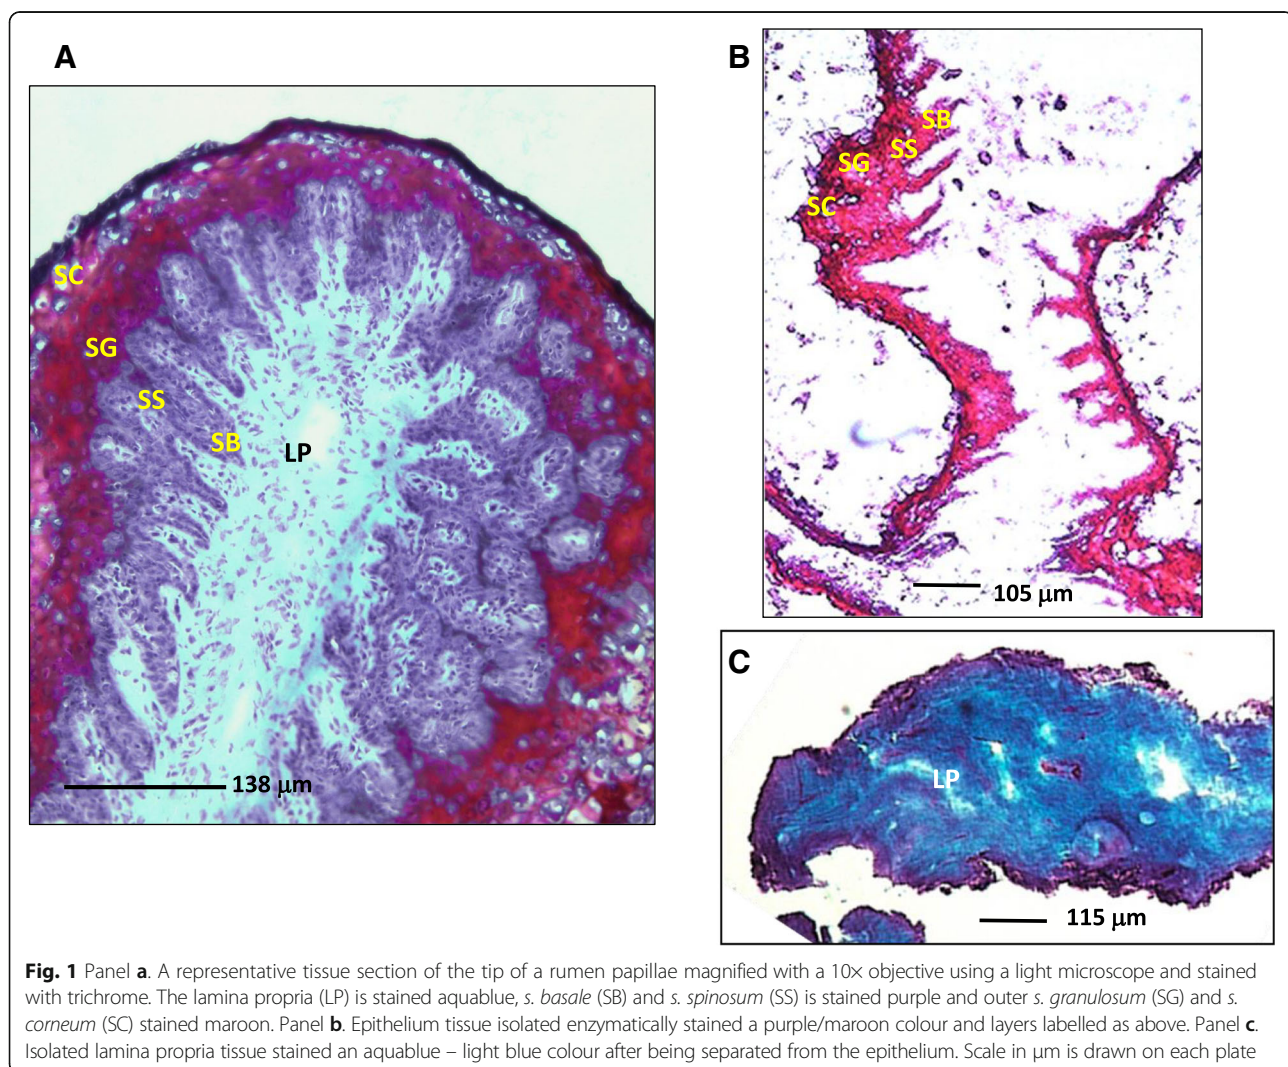 A
SC
SG
SS
SB
LP
138 µm
B
SB
SS
SG
SC
105 µm
C
LP
115 µm
Fig. 1 Panel a. A representative tissue section of the tip of a rumen papillae magnified with a 10× objective using a light microscope and stained
with trichrome. The lamina propria (LP) is stained aquablue, s. basale (SB) and s. spinosum (SS) is stained purple and outer s. granulosum (SG) and s.
corneum (SC) stained maroon. Panel b. Epithelium tissue isolated enzymatically stained a purple/maroon colour and layers labelled as above. Panel c.
Isolated lamina propria tissue stained an aquablue – light blue colour after being separated from the epithelium. Scale in µm is drawn on each plate